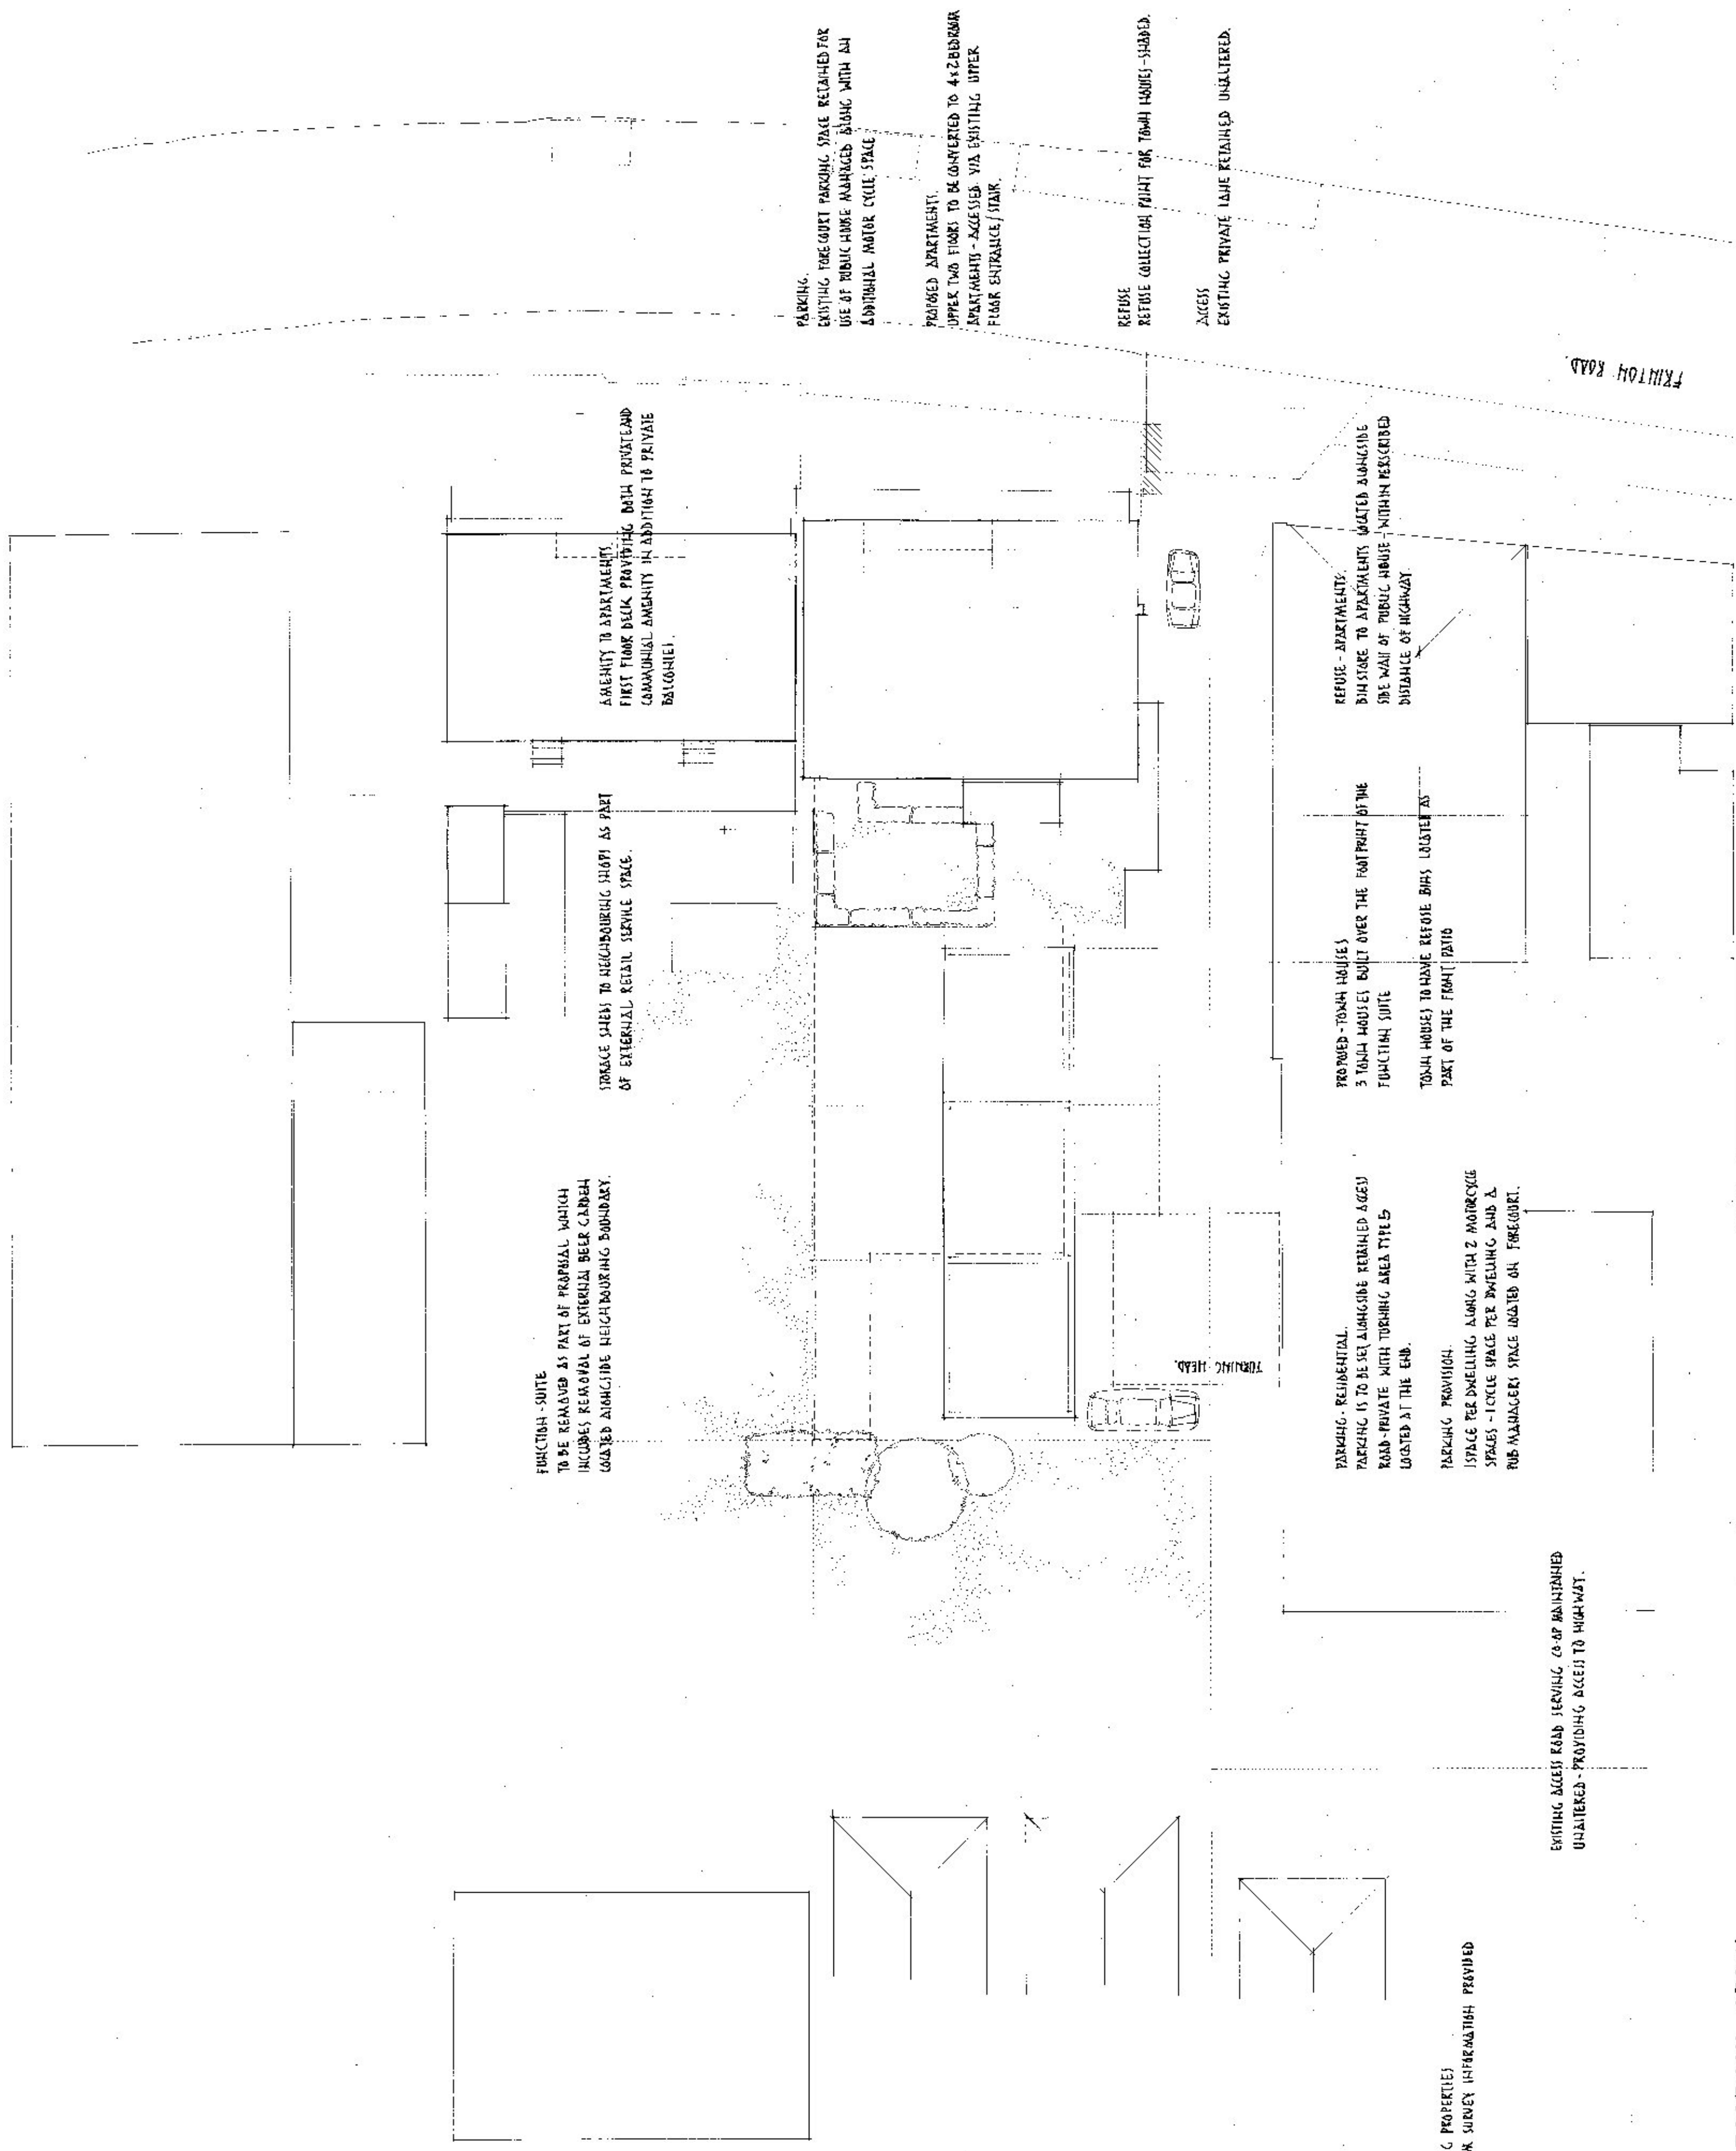 PARKING.
EXISTING FORECOURT PARKING SPACE RETAINED FOR
USE OF PUBLIC HOUSE MANAGED ALONG WITH AN
ADDITIONAL MOTOR CYCLE SPACE
PROPOSED APARTMENTS.
UPPER TWO FLOORS TO BE CONVERTED TO 4x2BEDROOM
APARTMENTS - ACCESSED VIA EXISTING UPPER
FLOOR ENTRANCE/STAIR.
REFUSE
REFUSE COLLECTION POINT FOR TOWN HOUSES-SHADED.
ACCESS
EXISTING PRIVATE LANE RETAINED UNALTERED.
FRINTON ROAD.
AMENITY TO APARTMENTS.
FIRST FLOOR DECK PROVIDING BOTH PRIVATE AND
COMMUNIAL AMENITY IN ADDITION TO PRIVATE
BALCONIES.
REFUSE - APARTMENTS.
BIN STORE TO APARTMENTS LOCATED ALONGSIDE
SIDE WALL OF PUBLIC HOUSE - WITHIN PERSCRIBED
DISTANCE OF HIGHWAY.
STORAGE SHEDS TO NEIGHBOURING SHOPS AS PART
OF EXTERNAL RETAIL SERVICE SPACE.
PROPOSED - TOWN HOUSES
3 TOWN HOUSES BUILT OVER THE FOOTPRINT OF THE
FUNCTION SUITE
TOWN HOUSES TO HAVE REFUSE BINS LOCATED AS
PART OF THE FRONT PATIO
FUNCTION - SUITE
TO BE REMOVED AS PART OF PROPOSAL WHICH
INCLUDES REMOVAL OF EXTERNAL BEER GARDEN
LOCATED ALONGSIDE NEIGHBOURING BOUNDARY.
TURNING HEAD.
PARKING - RESIDENTIAL.
PARKING IS TO BE SET ALONGSIDE RETAINED ACCESS
ROAD-PRIVATE WITH TURNING AREA TYPE 5
LOCATED AT THE END.
PARKING PROVISION.
1SPACE PER DWELLING ALONG WITH 2 MOTORCYCLE
SPACES - 1CYCLE SPACE PER DWELLING AND A
PUB MANAGERS SPACE LOCATED ON FORECOURT.
EXISTING ACCESS ROAD SERVING CO-OP MAINTAINED
UNALTERED - PROVIDING ACCESS TO HIGHWAY.
G PROPERTIES
SURVEY INFORMATION PROVIDED